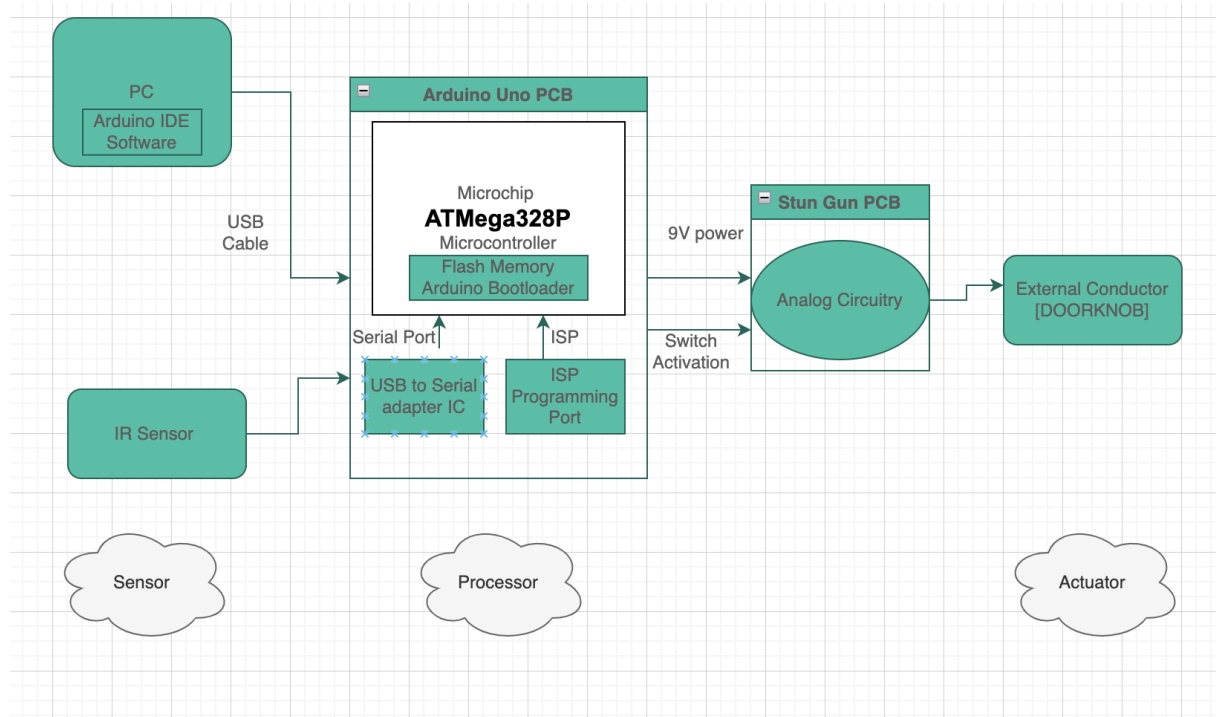 PC
Arduino IDE
Software
USB
Cable
IR Sensor
Arduino Uno PCB
Microchip
ATMega328P
Microcontroller
Flash Memory
Arduino Bootloader
Serial Port
ISP
USB to Serial
adapter IC
ISP
Programming
Port
9V power
Switch
Activation
Stun Gun PCB
Analog Circuitry
External Conductor
[DOORKNOB]
Sensor
Processor
Actuator